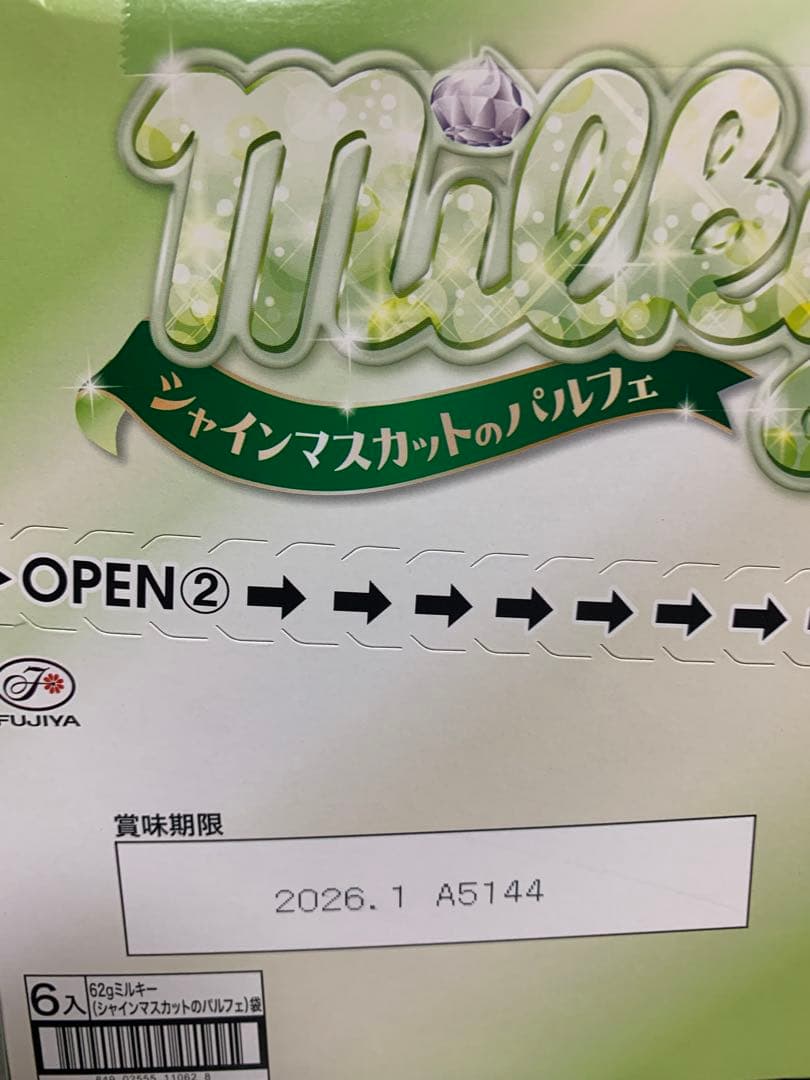 Milk
シャインマスカットのパルフェ
OPEN②
FUJIYA
賞味期限
2026.1 A5144
6入
62gミルキー
(シャインマスカットのパルフェ)袋